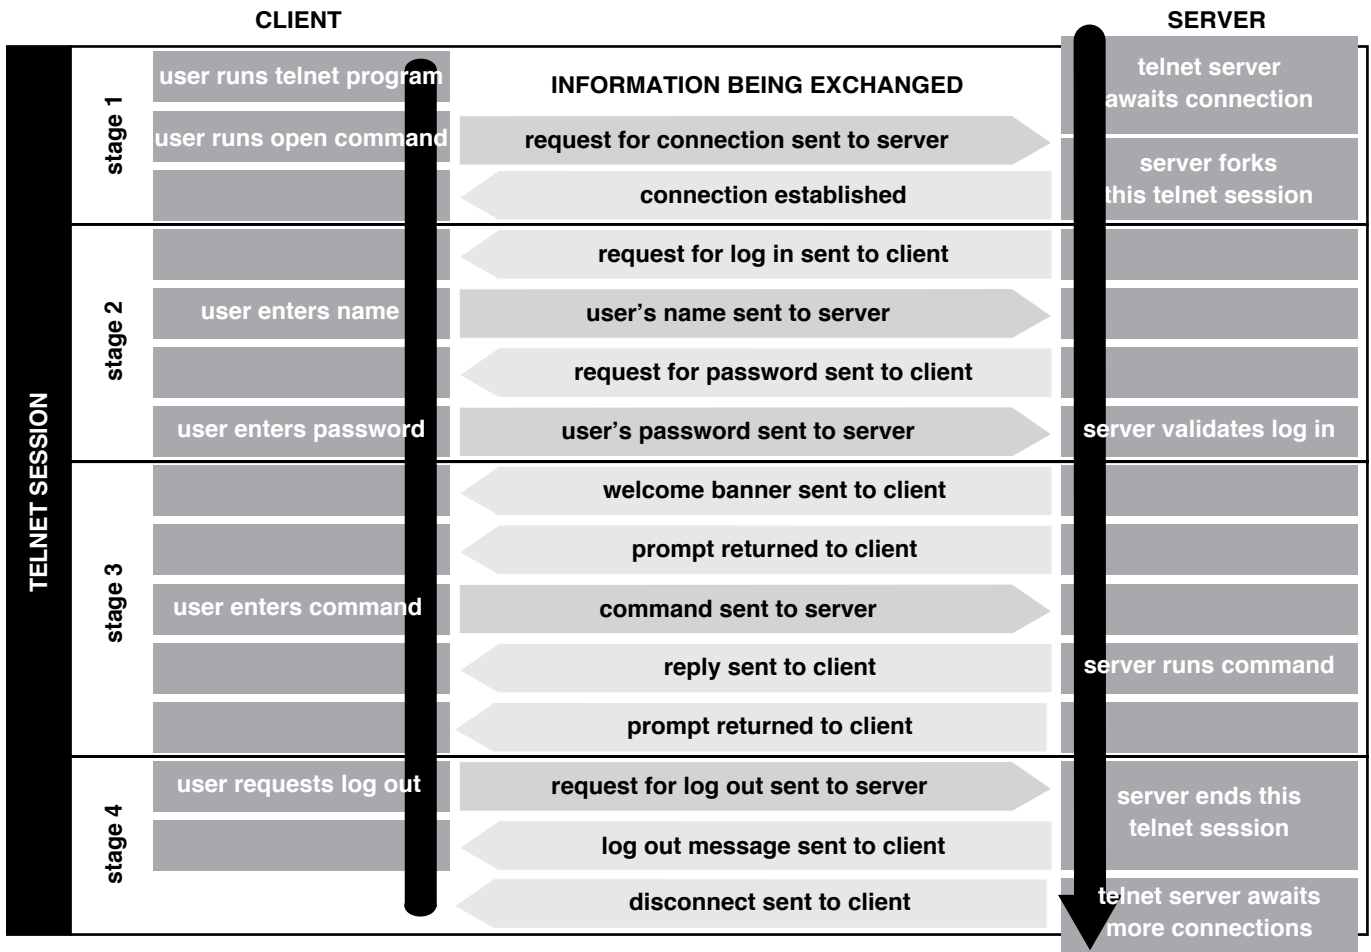 CLIENT
SERVER
TELNET SESSION
stage 1
user runs telnet program
INFORMATION BEING EXCHANGED
telnet server
awaits connection
user runs open command
request for connection sent to server
server forks
this telnet session
connection established
stage 2
request for log in sent to client
user enters name
user's name sent to server
request for password sent to client
user enters password
user's password sent to server
server validates log in
stage 3
welcome banner sent to client
prompt returned to client
user enters command
command sent to server
reply sent to client
server runs command
prompt returned to client
stage 4
user requests log out
request for log out sent to server
server ends this
telnet session
log out message sent to client
disconnect sent to client
telnet server awaits
more connections